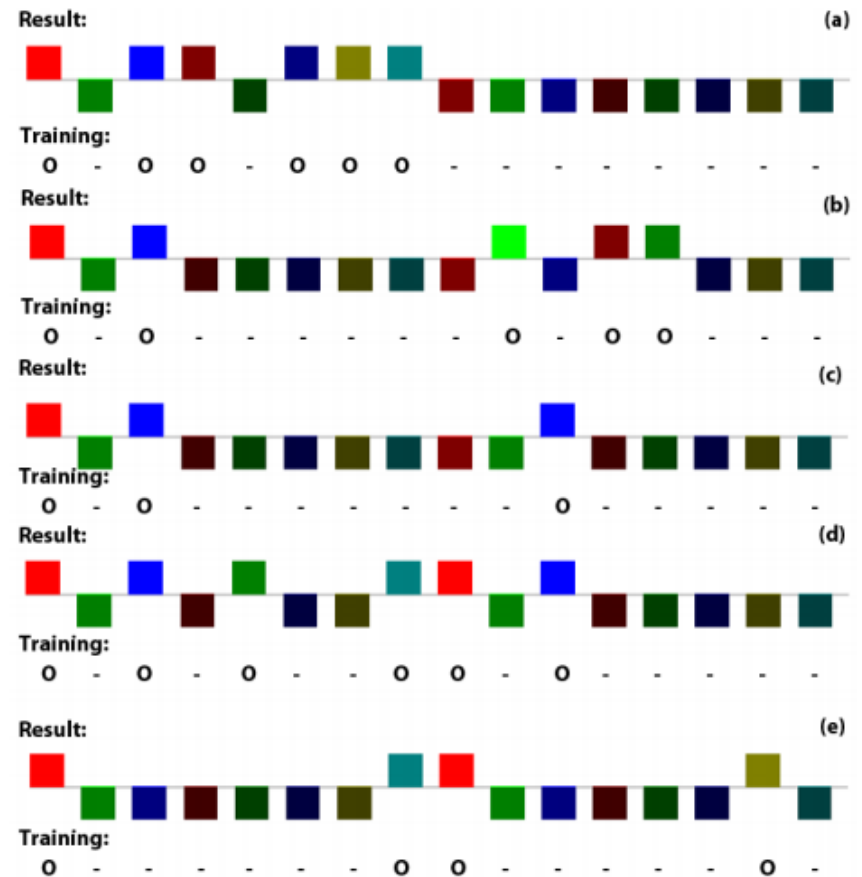 Result: (a)
Training:
O - O O - O O O - - - - - - - -
Result: (b)
Training:
O - O - - - - - - O - O O - - -
Result: (c)
Training:
O - O - - - - - - - O - - - - -
Result: (d)
Training:
O - O - O - - O O - O - - - - -
Result: (e)
Training:
O - - - - - - O O - - - - - O -